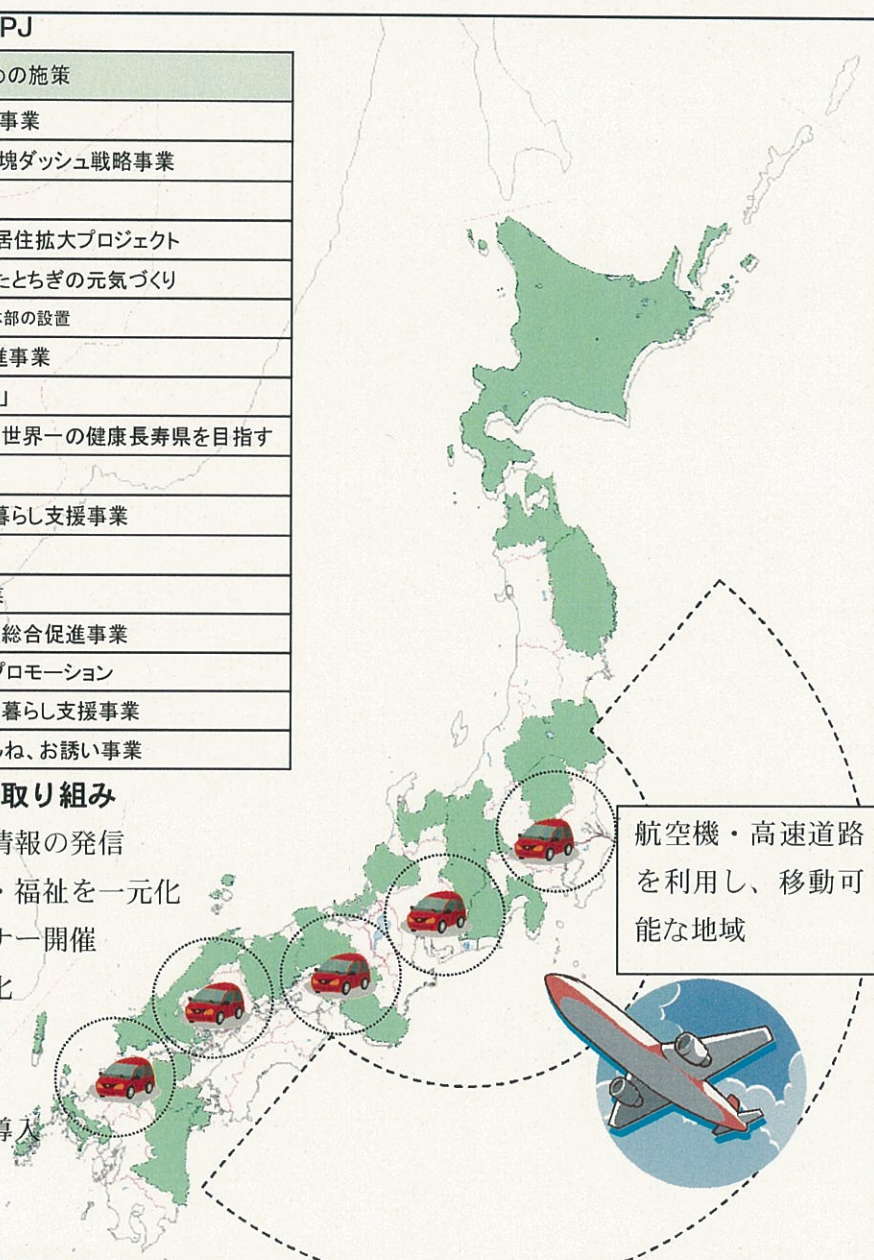 PJ
の施策
事業
塊ダッシュ戦略事業
居住拡大プロジェクト
たとちぎの元気づくり
部の設置
進事業
」
世界一の健康長寿県を目指す
暮らし支援事業
総合促進事業
プロモーション
暮らし支援事業
ね、お誘い事業
取り組み
情報の発信
・福祉を一元化
ナー開催
化
導入
航空機・高速道路
を利用し、移動可
能な地域